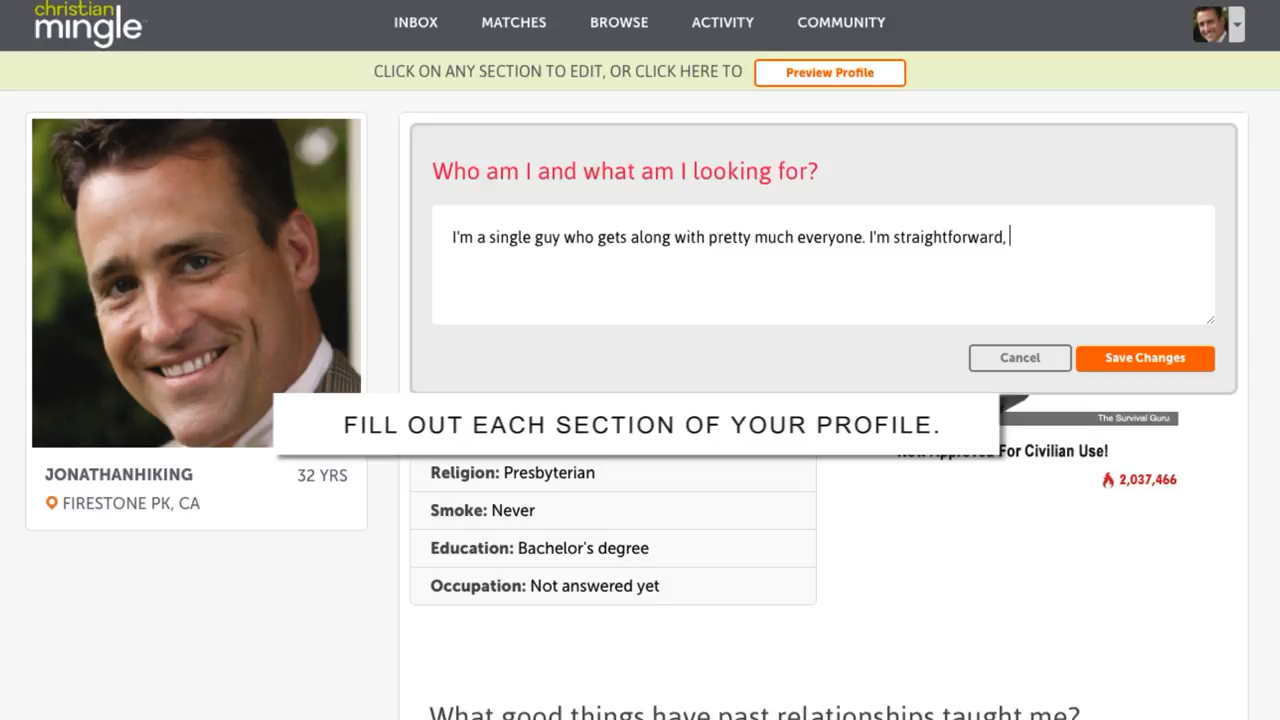 christian
mingle
INBOX MATCHES BROWSE ACTIVITY COMMUNITY
CLICK ON ANY SECTION TO EDIT, OR CLICK HERE TO Preview Profile
Who am I and what am I looking for?
I'm a single guy who gets along with pretty much everyone. I'm straightforward,
Cancel Save Changes
The Survival Guru
FILL OUT EACH SECTION OF YOUR PROFILE.
For Civilian Use!
JONATHANHIKING 32 YRS
FIRESTONE PK, CA
Religion: Presbyterian
2,037,466
Smoke: Never
Education: Bachelor's degree
Occupation: Not answered yet
What good things have past relationships taught me?